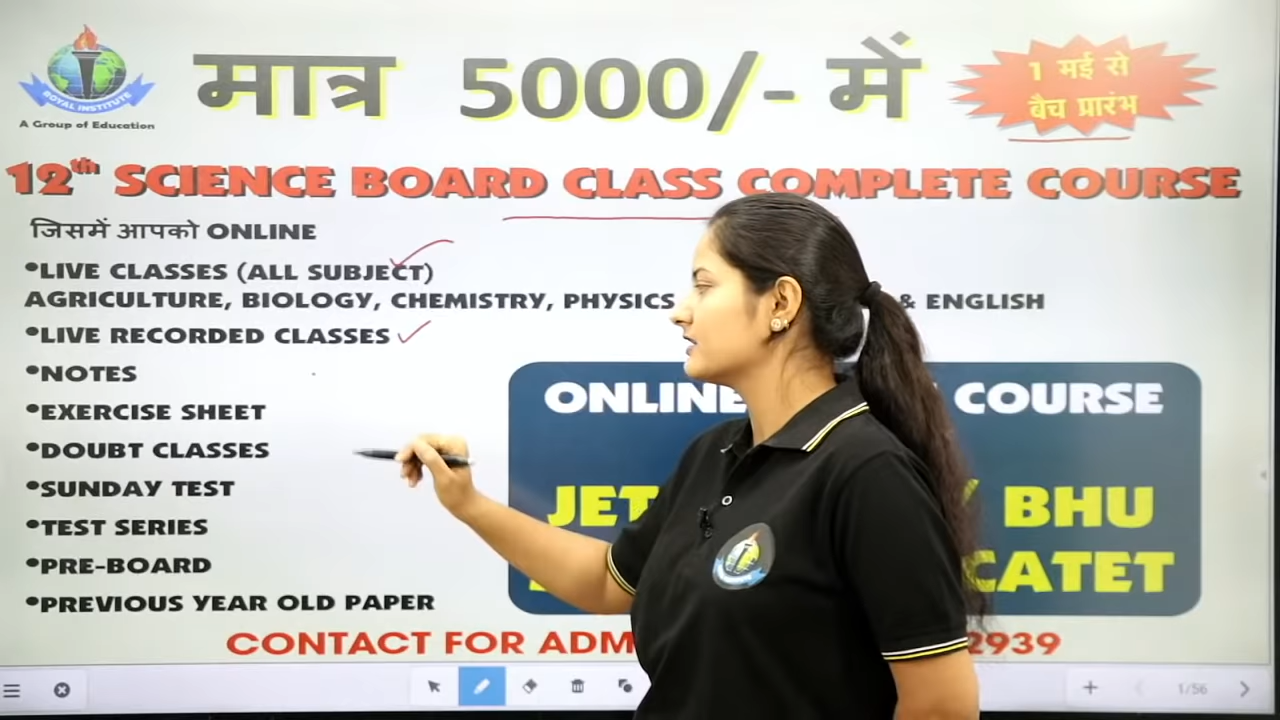 मात्र 5000/- में
1 मई से
बैच प्रारंभ
ROYAL INSTITUTE
A Group of Education
12th SCIENCE BOARD CLASS COMPLETE COURSE
जिसमें आपको ONLINE
•LIVE CLASSES (ALL SUBJECT)
AGRICULTURE, BIOLOGY, CHEMISTRY, PHYSICS & ENGLISH
•LIVE RECORDED CLASSES
•NOTES
•EXERCISE SHEET
•DOUBT CLASSES
•SUNDAY TEST
•TEST SERIES
•PRE-BOARD
•PREVIOUS YEAR OLD PAPER
ONLINE COURSE
JET BHU
CATET
CONTACT FOR 2939
1/56